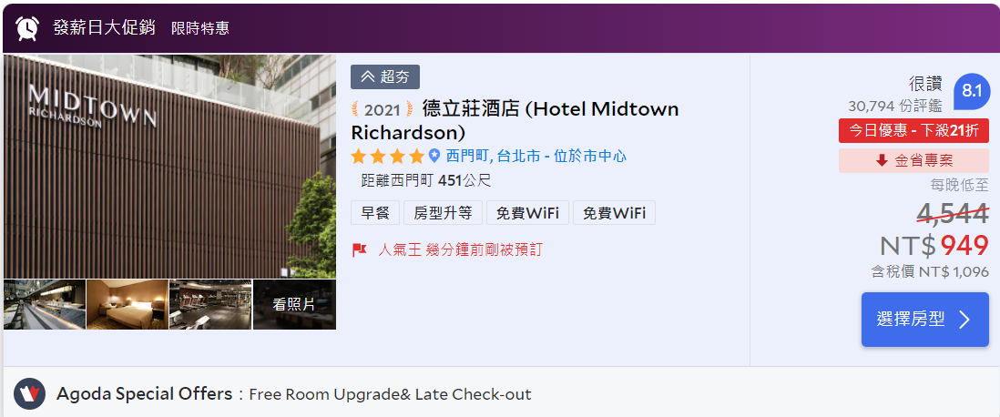 發薪日大促銷 限時特惠
MIDTOWN
RICHARDSON
看照片
超夯
2021 德立莊酒店 (Hotel Midtown
Richardson)
西門町, 台北市 - 位於市中心
距離西門町 451公尺
早餐 房型升等 免費WiFi 免費WiFi
人氣王 幾分鐘前剛被預訂
很讚
8.1
30,794 份評鑑
今日優惠 - 下殺21折
金省專案
每晚低至
4,544
NT$ 949
含稅價 NT$ 1,096
選擇房型
Agoda Special Offers : Free Room Upgrade& Late Check-out